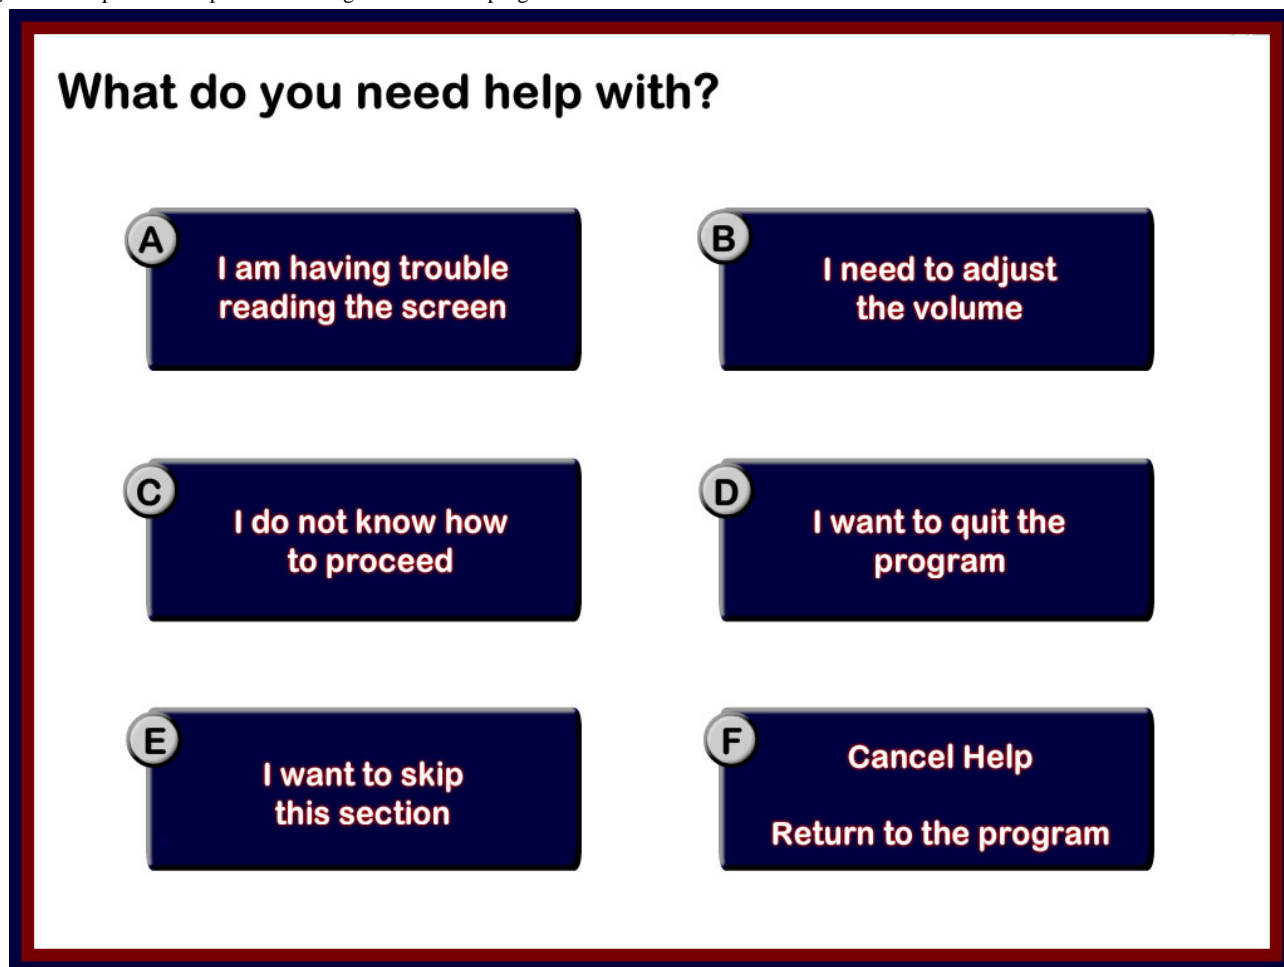 What do you need help with?
A
I am having trouble
reading the screen
B
I need to adjust
the volume
C
I do not know how
to proceed
D
I want to quit the
program
E
I want to skip
this section
F
Cancel Help
Return to the program